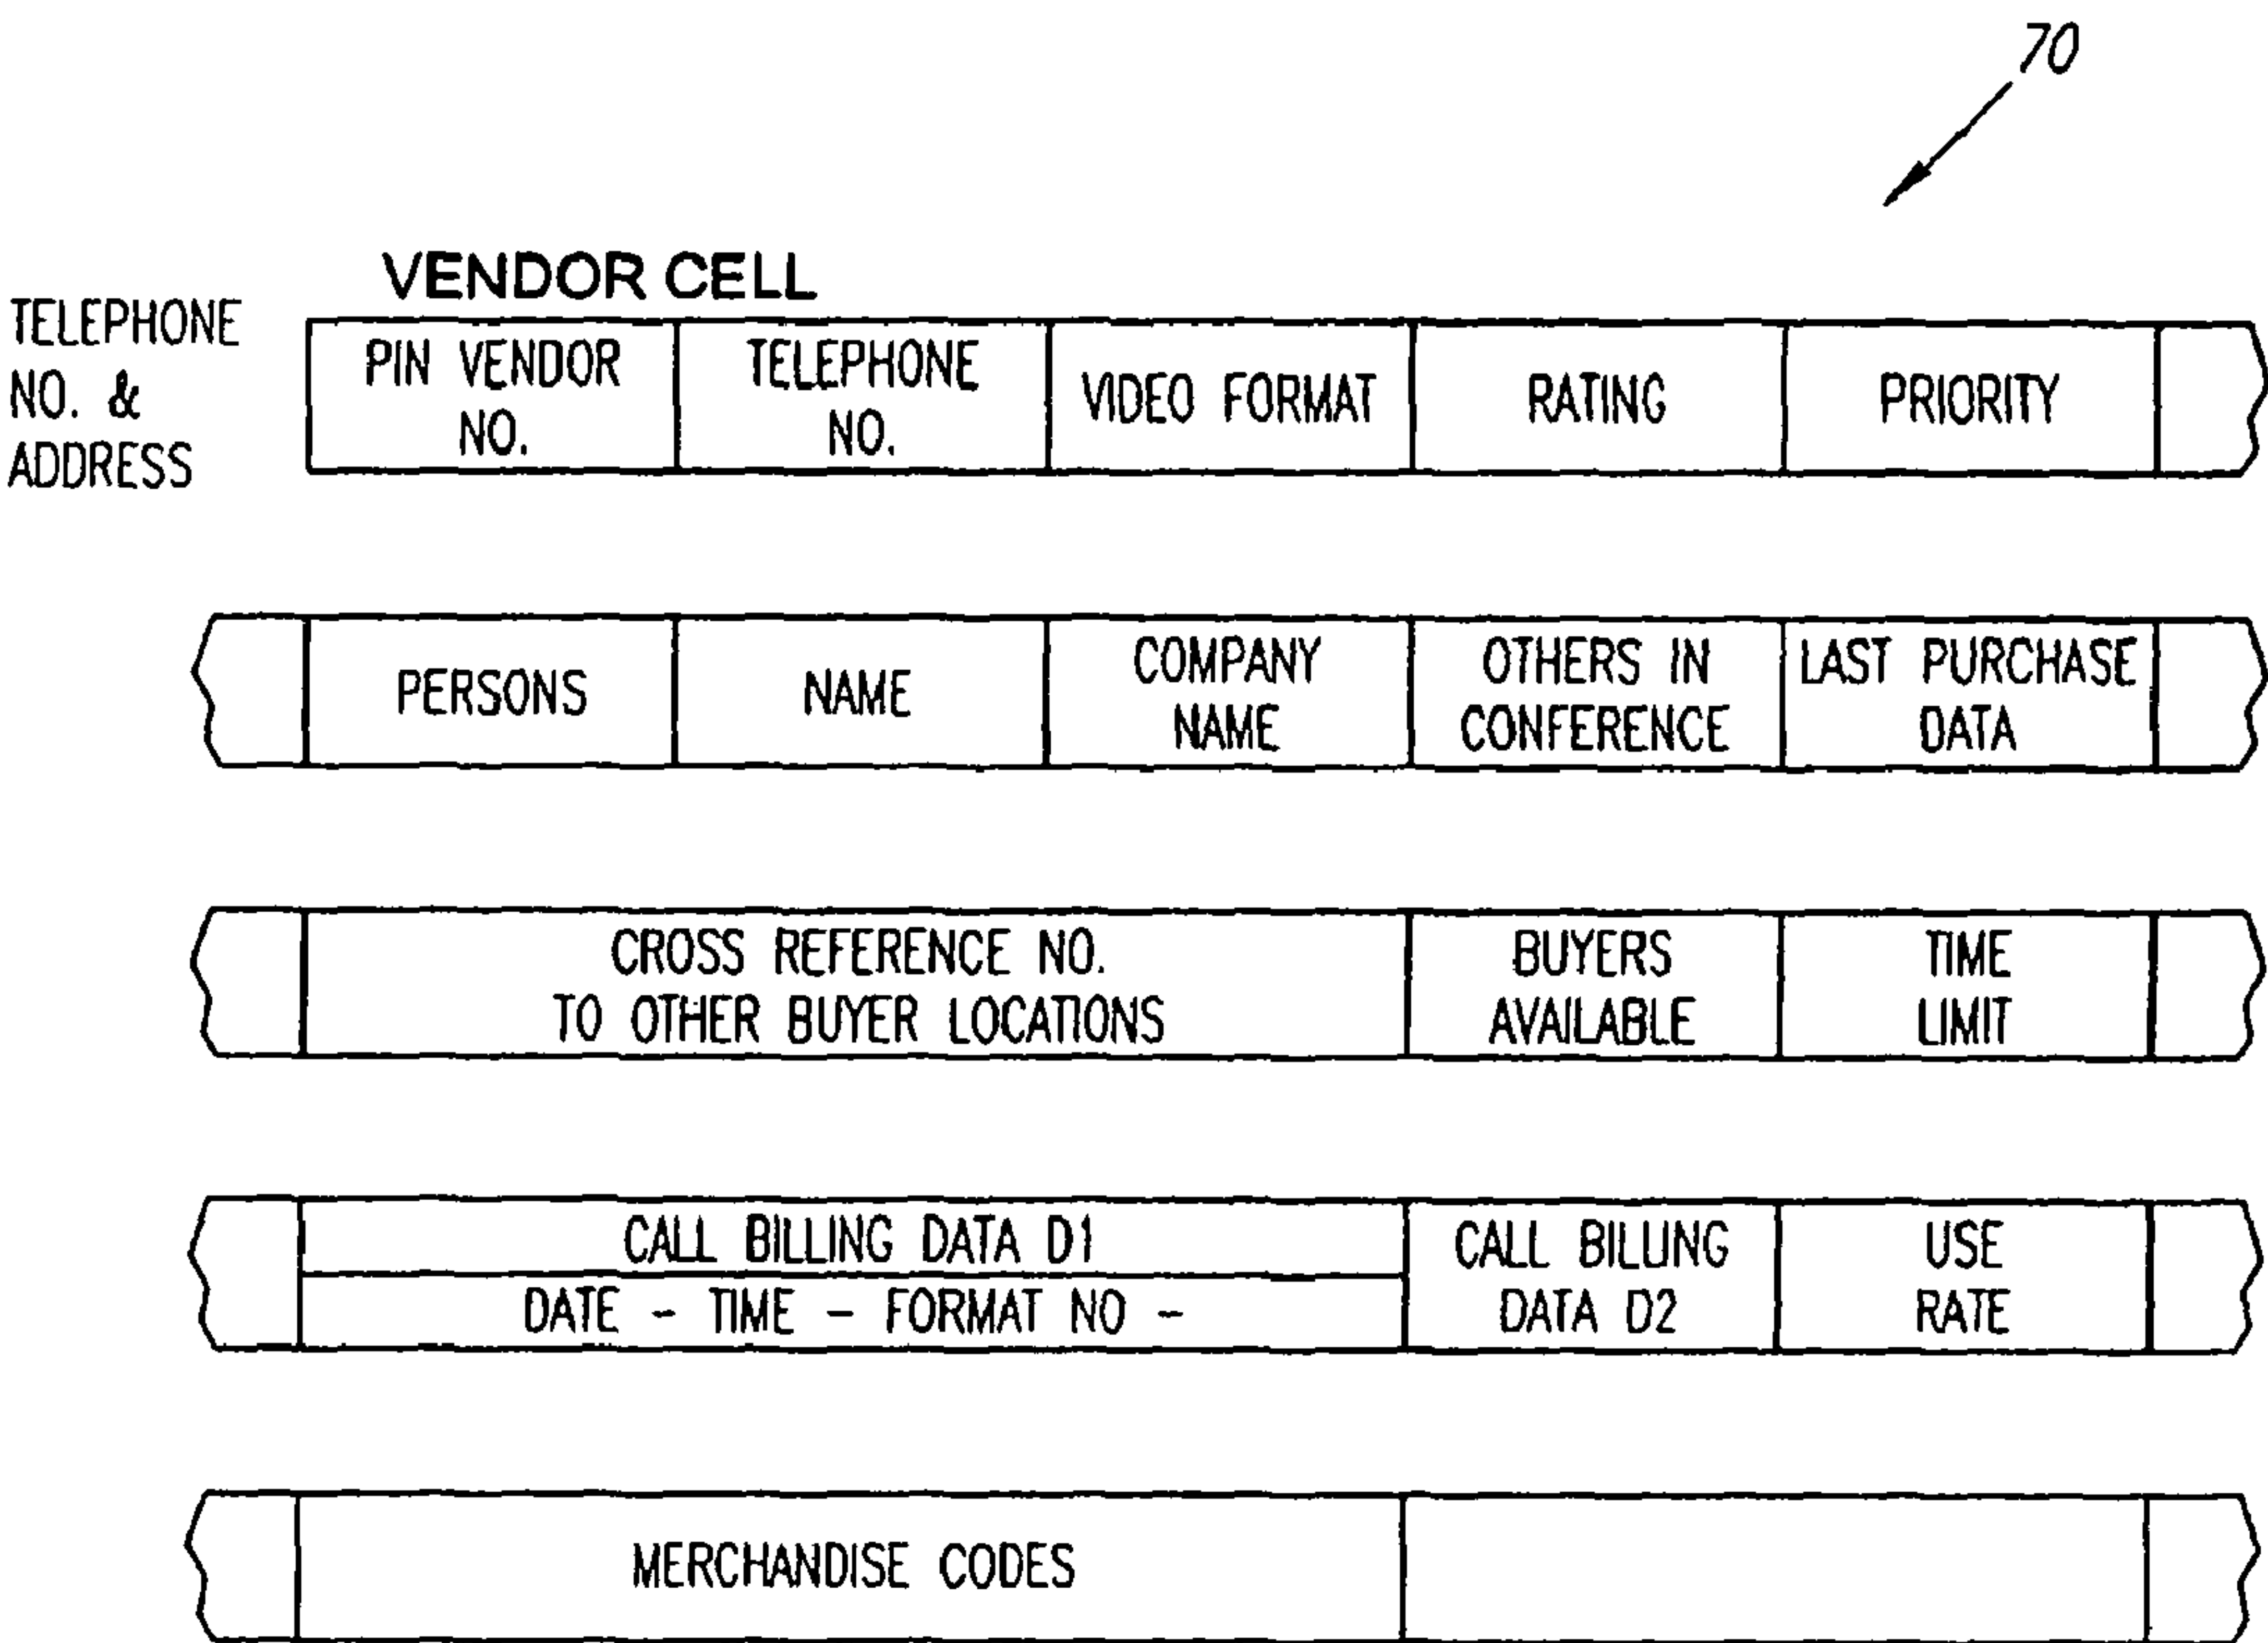 70
VENDOR CELL
TELEPHONE
NO. &
ADDRESS
PIN VENDOR
NO.
TELEPHONE
NO.
VIDEO FORMAT
RATING
PRIORITY
PERSONS
NAME
COMPANY
NAME
OTHERS IN
CONFERENCE
LAST PURCHASE
DATA
CROSS REFERENCE NO.
TO OTHER BUYER LOCATIONS
BUYERS
AVAILABLE
TIME
LIMIT
CALL BILLING DATA D1
DATE - TIME - FORMAT NO -
CALL BILLING
DATA D2
USE
RATE
MERCHANDISE CODES